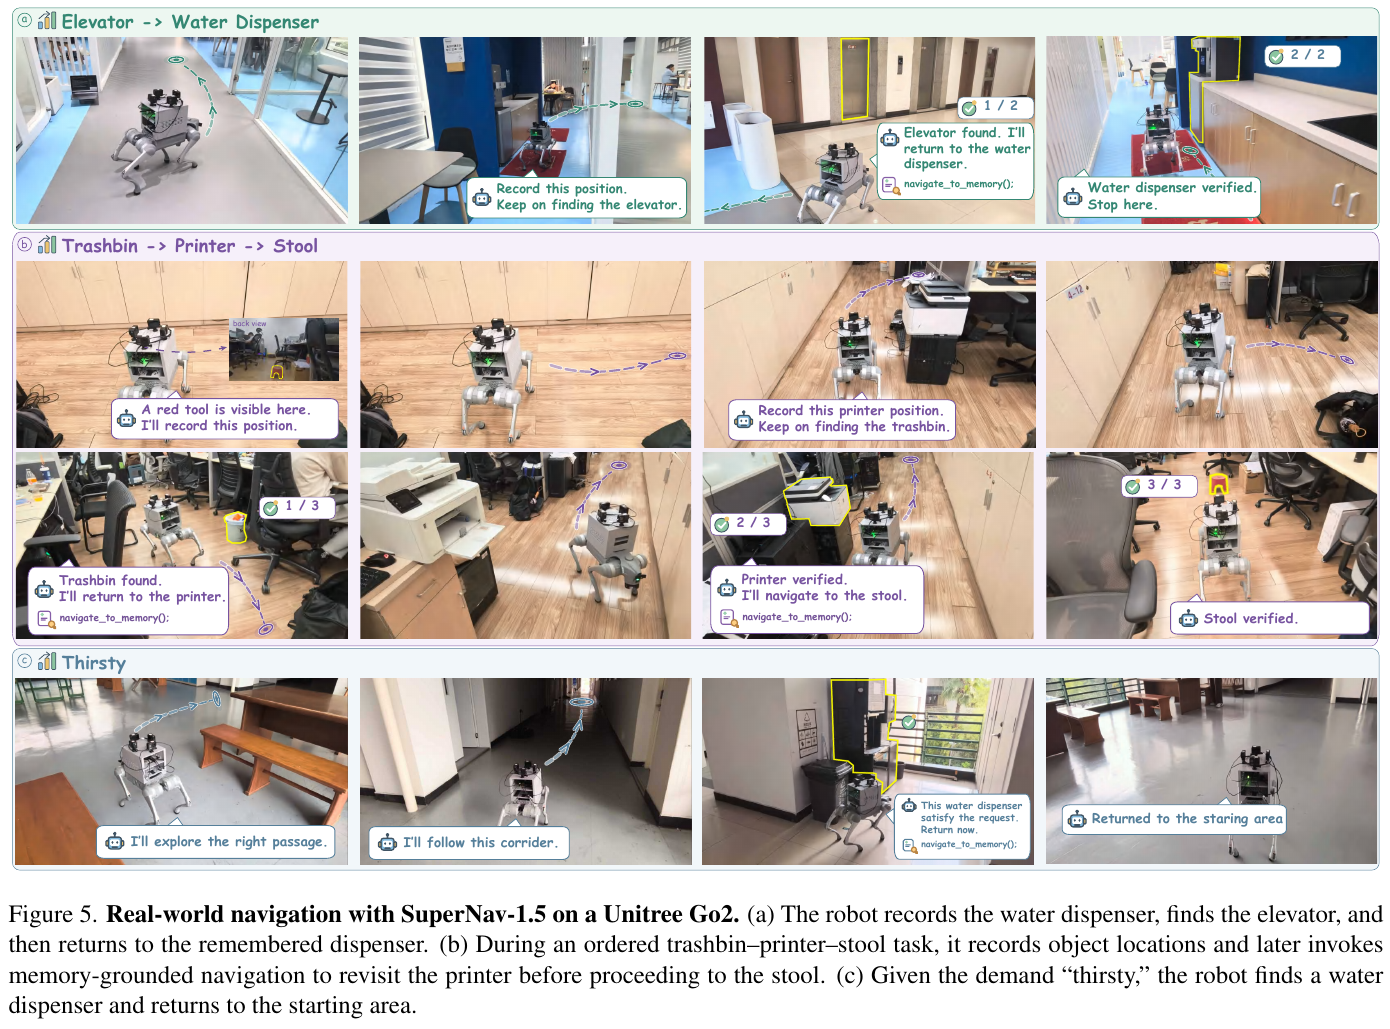 a Elevator -> Water Dispenser
Record this position.
Keep on finding the elevator.
1 / 2
Elevator found. I'll
return to the water
dispenser.
navigate_to_memory();
2 / 2
Water dispenser verified.
Stop here.
b Trashbin -> Printer -> Stool
back view
A red tool is visible here.
I'll record this position.
Record this printer position.
Keep on finding the trashbin.
1 / 3
Trashbin found.
I'll return to the printer.
navigate_to_memory();
2 / 3
Printer verified.
I'll navigate to the stool.
navigate_to_memory();
3 / 3
Stool verified.
c Thirsty
I'll explore the right passage.
I'll follow this corrider.
This water dispenser
satisfy the request.
Return now.
navigate_to_memory();
Returned to the staring area
Figure 5. Real-world navigation with SuperNav-1.5 on a Unitree Go2. (a) The robot records the water dispenser, finds the elevator, and
then returns to the remembered dispenser. (b) During an ordered trashbin–printer–stool task, it records object locations and later invokes
memory-grounded navigation to revisit the printer before proceeding to the stool. (c) Given the demand “thirsty,” the robot finds a water
dispenser and returns to the starting area.